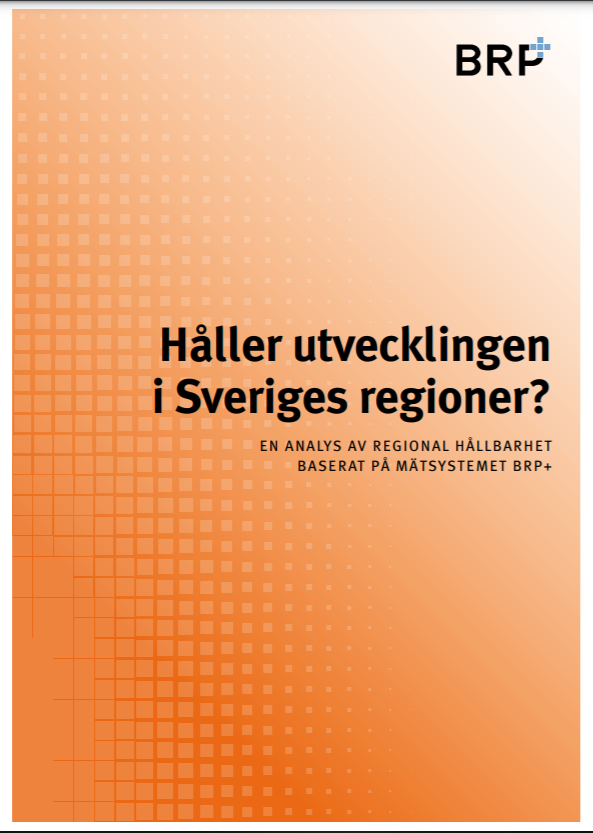 BRP+
Håller utvecklingen
i Sveriges regioner?
EN ANALYS AV REGIONAL HÅLLBARHET
BASERAT PÅ MÄTSYSTEMET BRP+